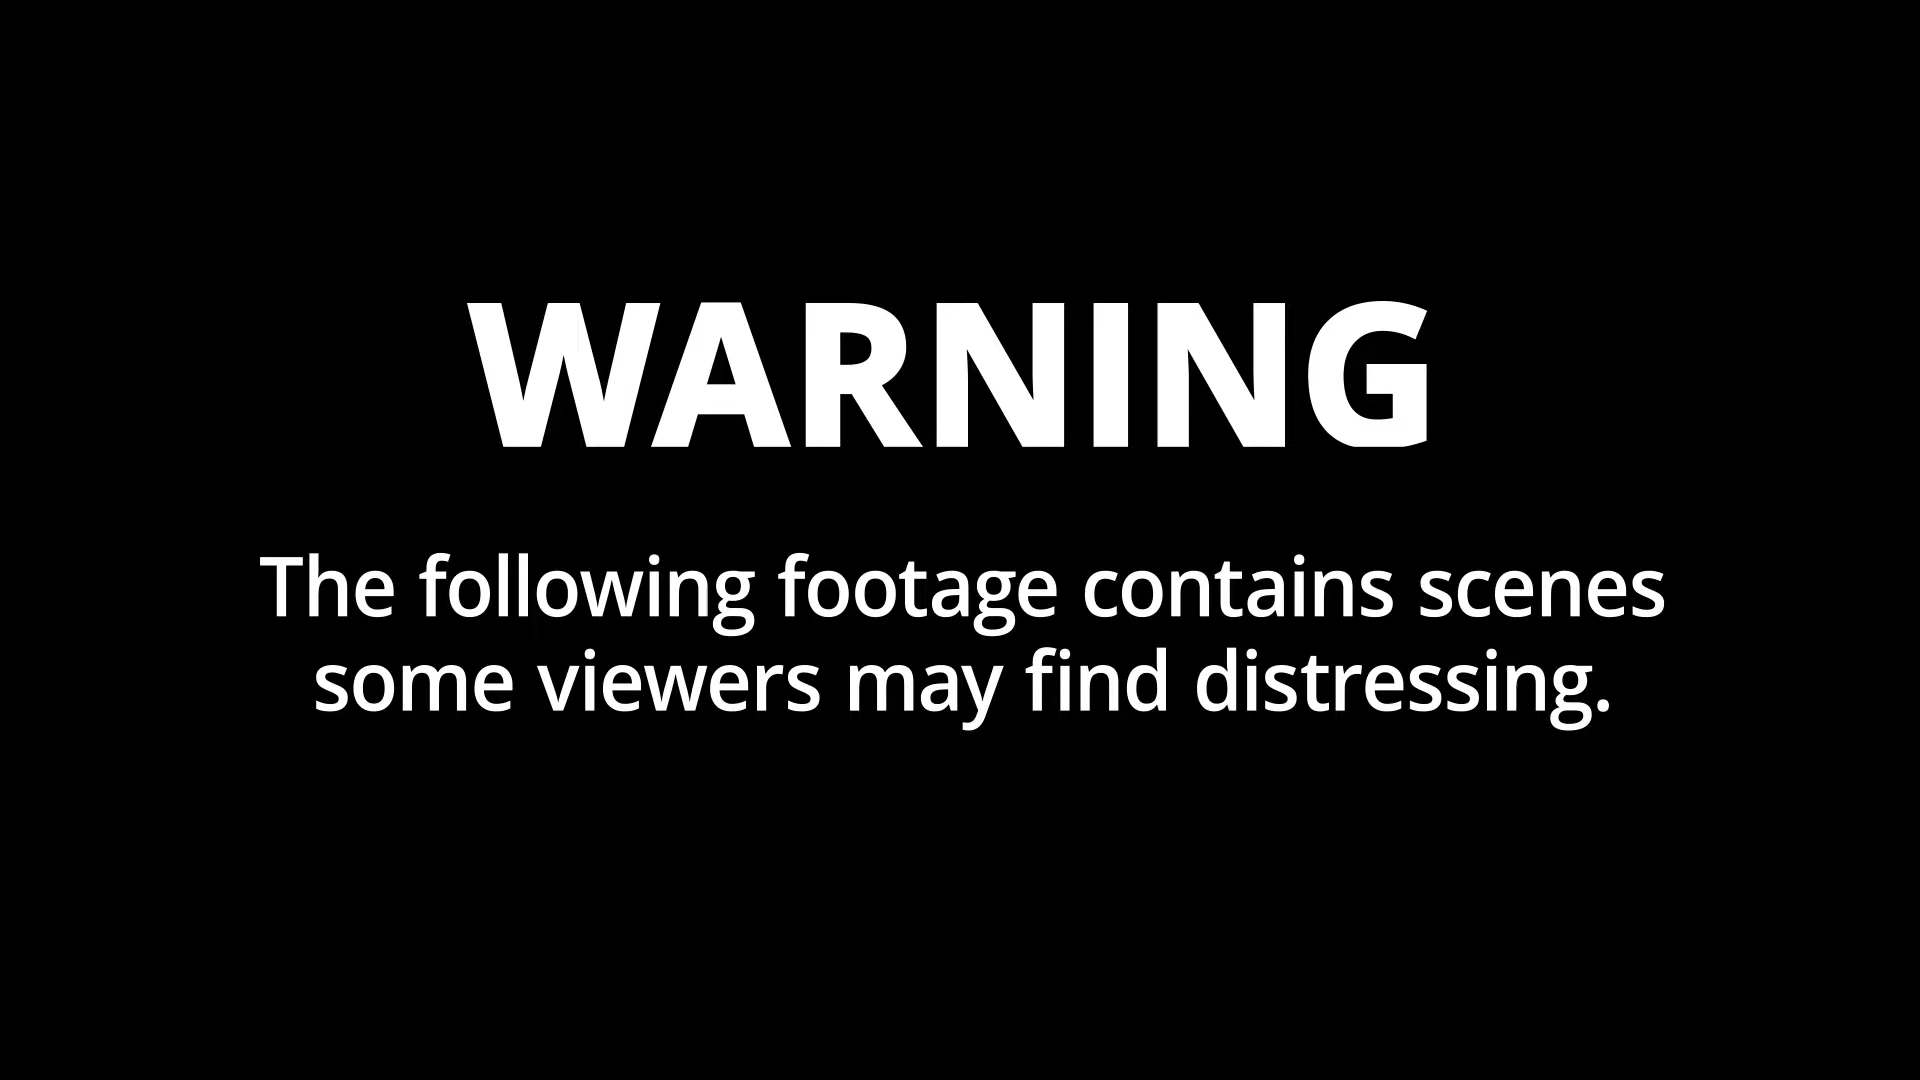 WARNING
The following footage contains scenes
some viewers may find distressing.